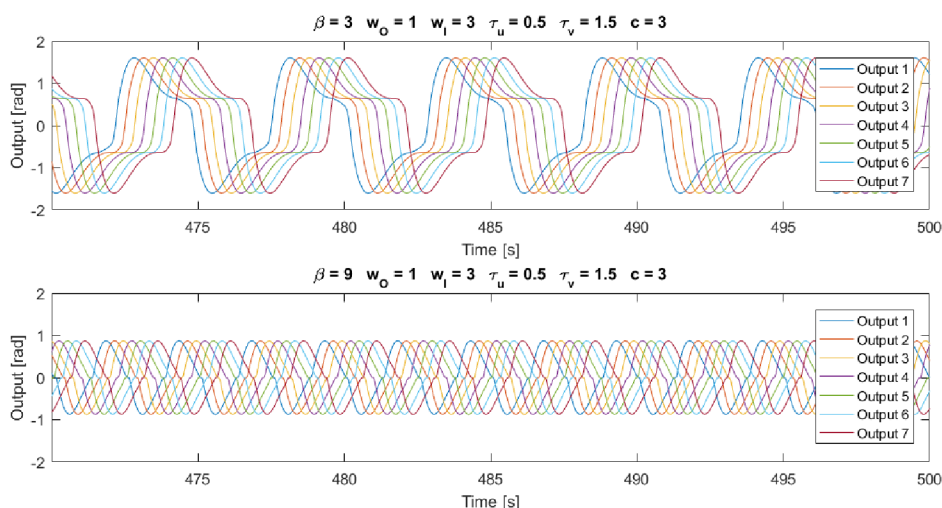 β = 3 w_O = 1 w_I = 3 τ_u = 0.5 τ_v = 1.5 c = 3
2
1
0
-1
-2
Output [rad]
Output 1
Output 2
Output 3
Output 4
Output 5
Output 6
Output 7
475 480 485 490 495 500
Time [s]
β = 9 w_O = 1 w_I = 3 τ_u = 0.5 τ_v = 1.5 c = 3
2
1
0
-1
-2
Output [rad]
Output 1
Output 2
Output 3
Output 4
Output 5
Output 6
Output 7
475 480 485 490 495 500
Time [s]